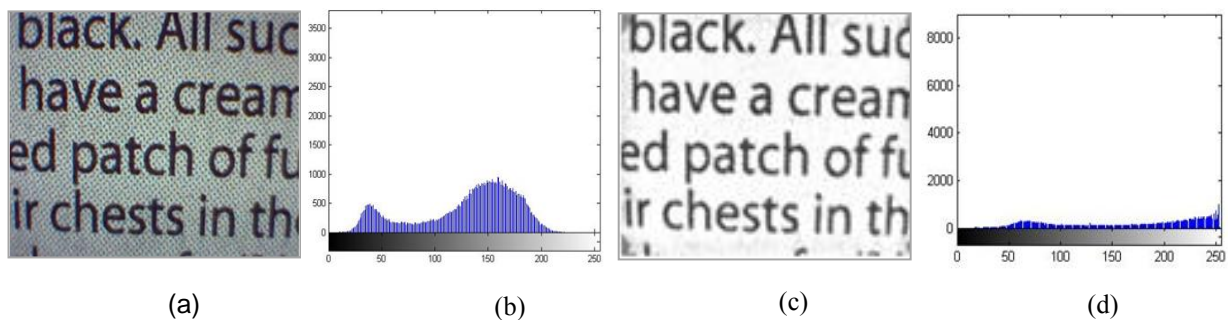 black. All suc
have a cream
ed patch of fu
ir chests in the
3500
3000
2500
2000
1500
1000
500
0
0 50 100 150 200 250
black. All suc
have a cream
ed patch of fu
ir chests in the
8000
6000
4000
2000
0
0 50 100 150 200 250
(a) (b) (c) (d)